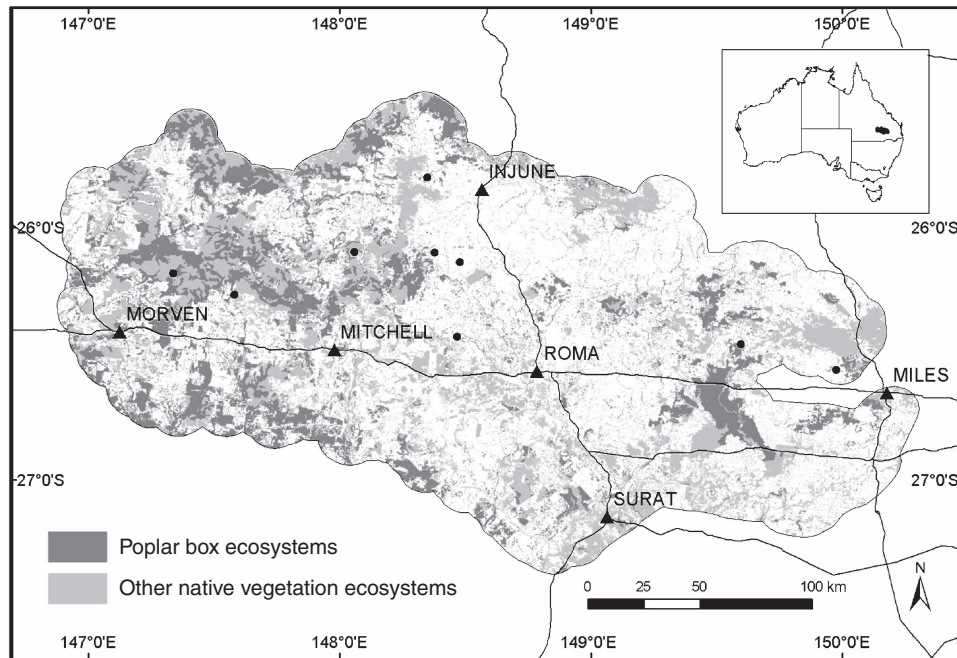 147°0'E 148°0'E 149°0'E 150°0'E
INJUNE
26°0'S 26°0'S
MORVEN
MITCHELL
ROMA
MILES
27°0'S 27°0'S
SURAT
Poplar box ecosystems
Other native vegetation ecosystems
N
0 25 50 100 km
147°0'E 148°0'E 149°0'E 150°0'E